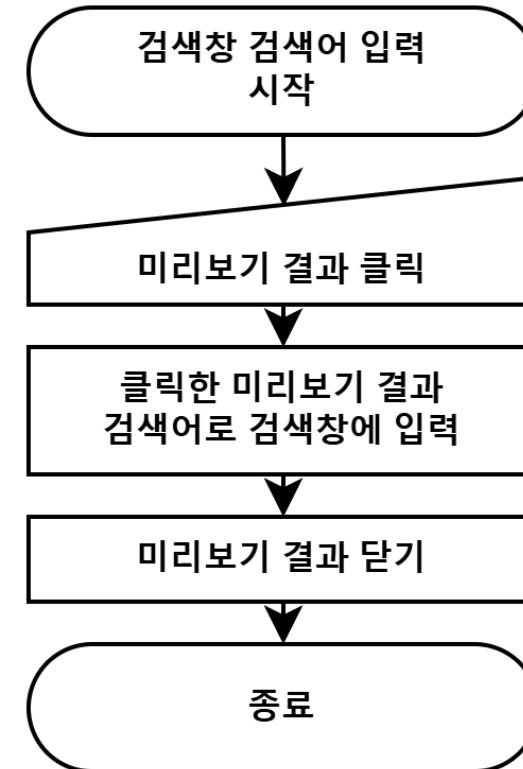 검색창 검색어 입력
시작
미리보기 결과 클릭
클릭한 미리보기 결과
검색어로 검색창에 입력
미리보기 결과 닫기
종료